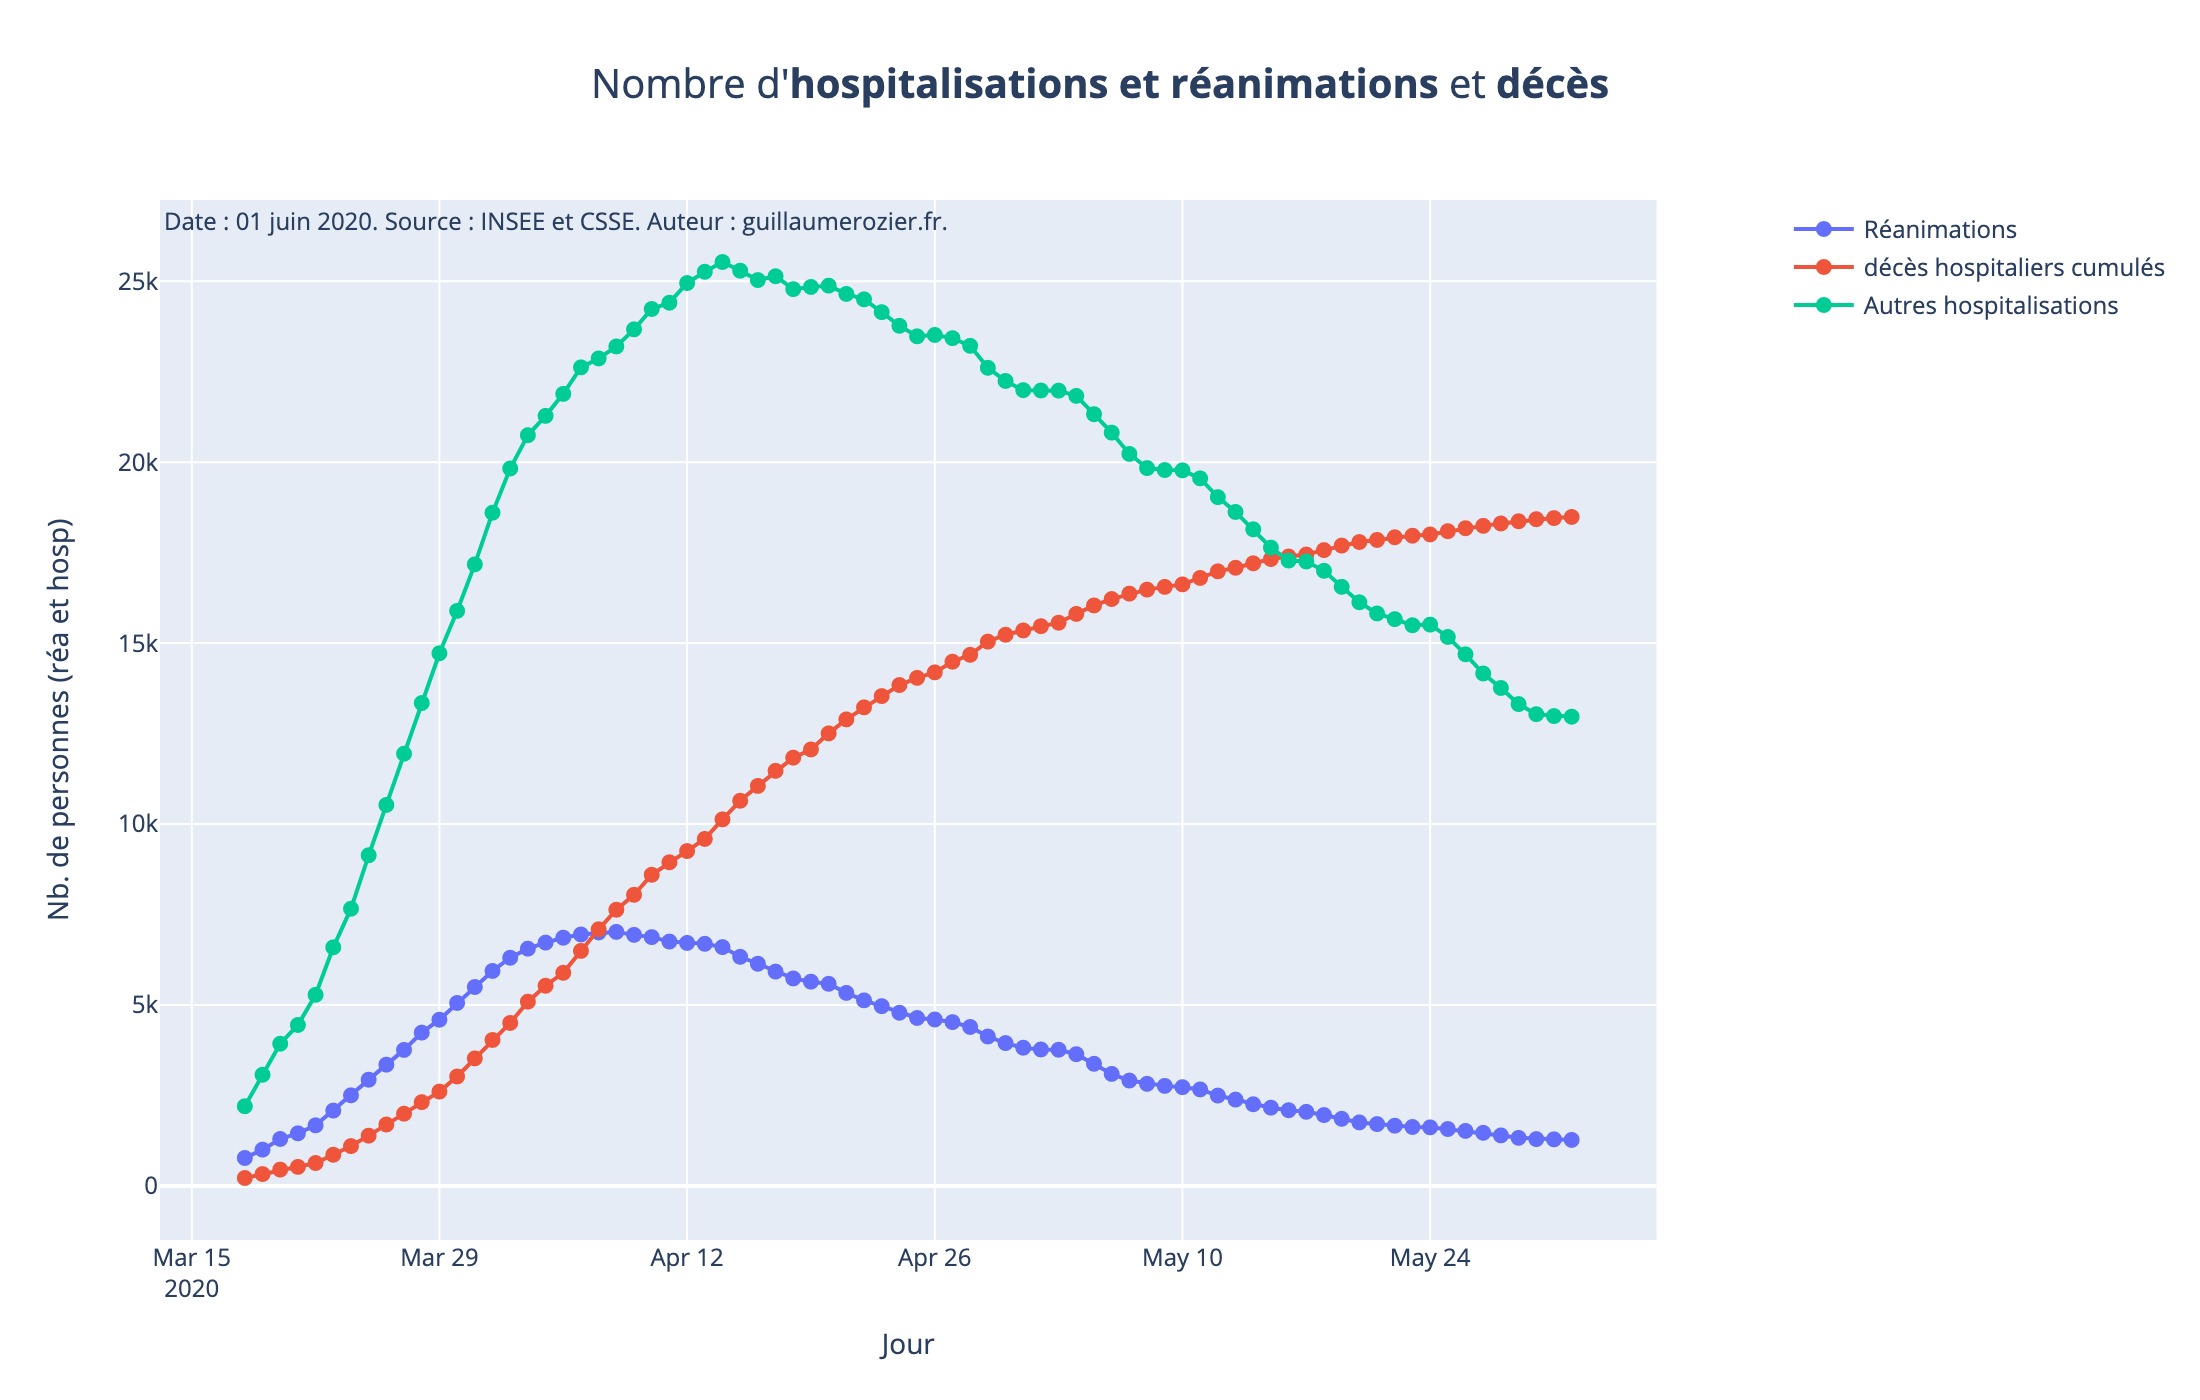 Nombre d'hospitalisations et réanimations et décès
Date : 01 juin 2020. Source : INSEE et CSSE. Auteur : guillaumerozier.fr.
Réanimations
décès hospitaliers cumulés
Autres hospitalisations
Nb. de personnes (réa et hosp)
25k
20k
15k
10k
5k
0
Mar 15
2020
Mar 29
Apr 12
Apr 26
May 10
May 24
Jour